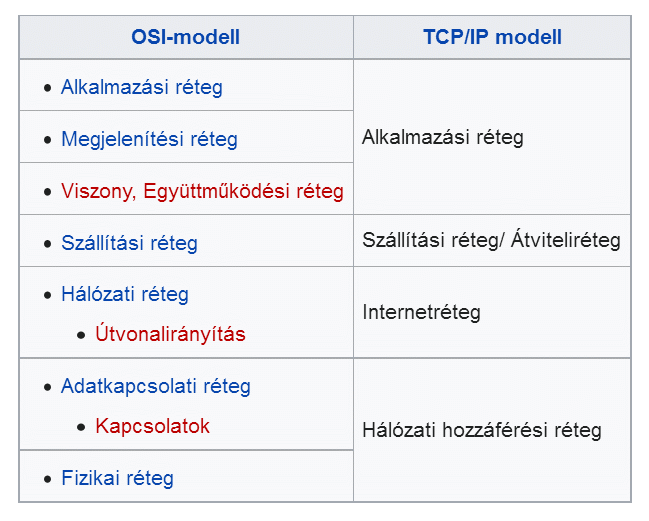 OSI-modell
TCP/IP modell
Alkalmazási réteg
Megjelenítési réteg
Alkalmazási réteg
Viszony, Együttműködési réteg
Szállítási réteg
Szállítási réteg/ Átviteliréteg
Hálózati réteg
Útvonalirányítás
Internetréteg
Adatkapcsolati réteg
Kapcsolatok
Hálózati hozzáférési réteg
Fizikai réteg